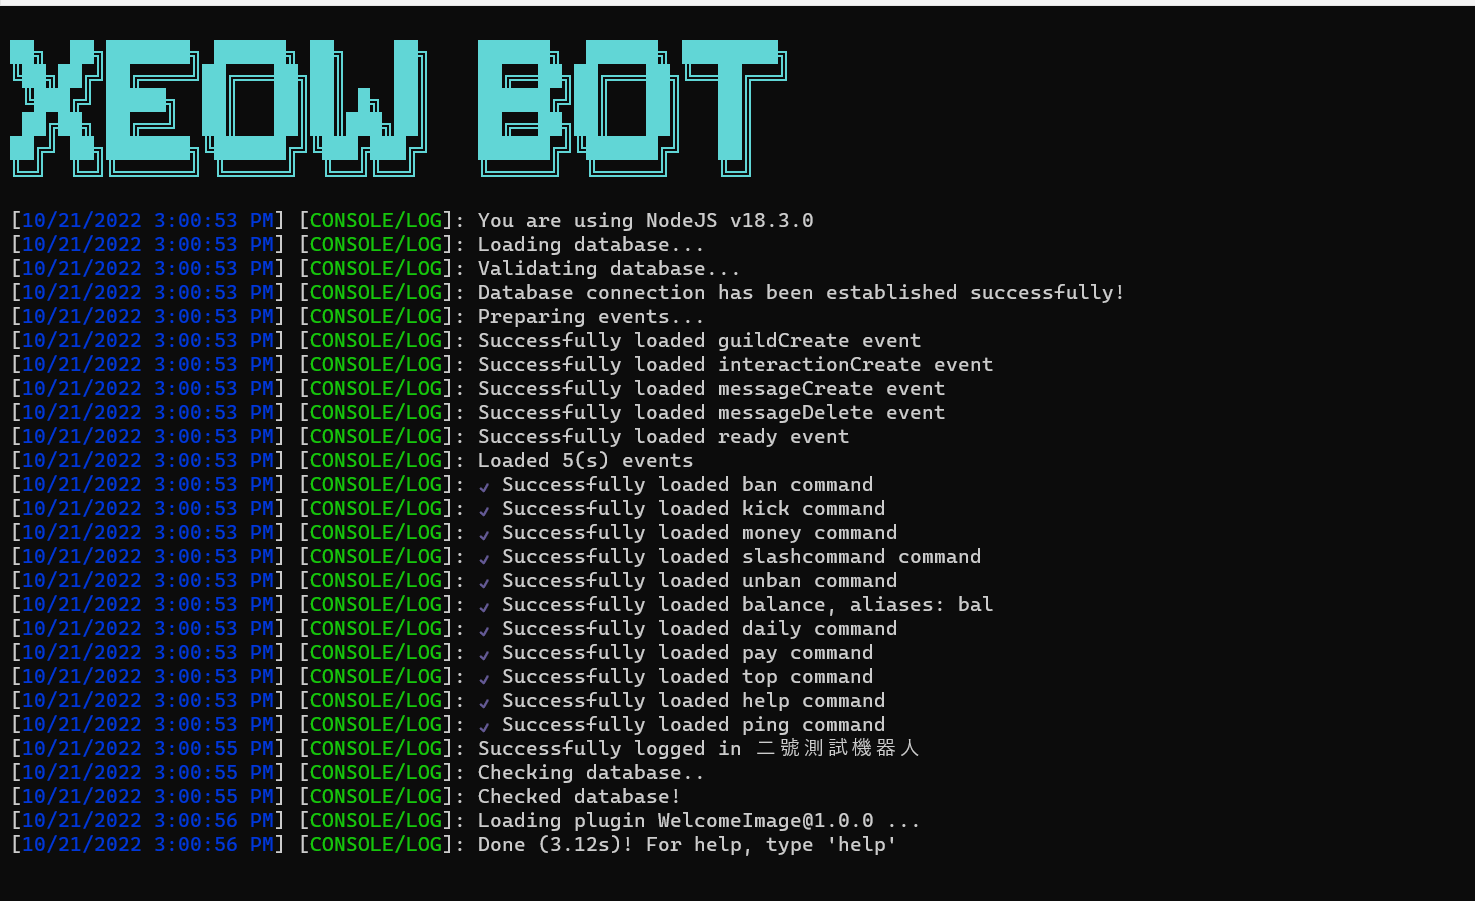 XEOW BOT
[10/21/2022 3:00:53 PM] [CONSOLE/LOG]: You are using NodeJS v18.3.0
[10/21/2022 3:00:53 PM] [CONSOLE/LOG]: Loading database...
[10/21/2022 3:00:53 PM] [CONSOLE/LOG]: Validating database...
[10/21/2022 3:00:53 PM] [CONSOLE/LOG]: Database connection has been established successfully!
[10/21/2022 3:00:53 PM] [CONSOLE/LOG]: Preparing events...
[10/21/2022 3:00:53 PM] [CONSOLE/LOG]: Successfully loaded guildCreate event
[10/21/2022 3:00:53 PM] [CONSOLE/LOG]: Successfully loaded interactionCreate event
[10/21/2022 3:00:53 PM] [CONSOLE/LOG]: Successfully loaded messageCreate event
[10/21/2022 3:00:53 PM] [CONSOLE/LOG]: Successfully loaded messageDelete event
[10/21/2022 3:00:53 PM] [CONSOLE/LOG]: Successfully loaded ready event
[10/21/2022 3:00:53 PM] [CONSOLE/LOG]: Loaded 5(s) events
[10/21/2022 3:00:53 PM] [CONSOLE/LOG]: ✓ Successfully loaded ban command
[10/21/2022 3:00:53 PM] [CONSOLE/LOG]: ✓ Successfully loaded kick command
[10/21/2022 3:00:53 PM] [CONSOLE/LOG]: ✓ Successfully loaded money command
[10/21/2022 3:00:53 PM] [CONSOLE/LOG]: ✓ Successfully loaded slashcommand command
[10/21/2022 3:00:53 PM] [CONSOLE/LOG]: ✓ Successfully loaded unban command
[10/21/2022 3:00:53 PM] [CONSOLE/LOG]: ✓ Successfully loaded balance, aliases: bal
[10/21/2022 3:00:53 PM] [CONSOLE/LOG]: ✓ Successfully loaded daily command
[10/21/2022 3:00:53 PM] [CONSOLE/LOG]: ✓ Successfully loaded pay command
[10/21/2022 3:00:53 PM] [CONSOLE/LOG]: ✓ Successfully loaded top command
[10/21/2022 3:00:53 PM] [CONSOLE/LOG]: ✓ Successfully loaded help command
[10/21/2022 3:00:53 PM] [CONSOLE/LOG]: ✓ Successfully loaded ping command
[10/21/2022 3:00:55 PM] [CONSOLE/LOG]: Successfully logged in 二號測試機器人
[10/21/2022 3:00:55 PM] [CONSOLE/LOG]: Checking database..
[10/21/2022 3:00:55 PM] [CONSOLE/LOG]: Checked database!
[10/21/2022 3:00:56 PM] [CONSOLE/LOG]: Loading plugin WelcomeImage@1.0.0 ...
[10/21/2022 3:00:56 PM] [CONSOLE/LOG]: Done (3.12s)! For help, type 'help'